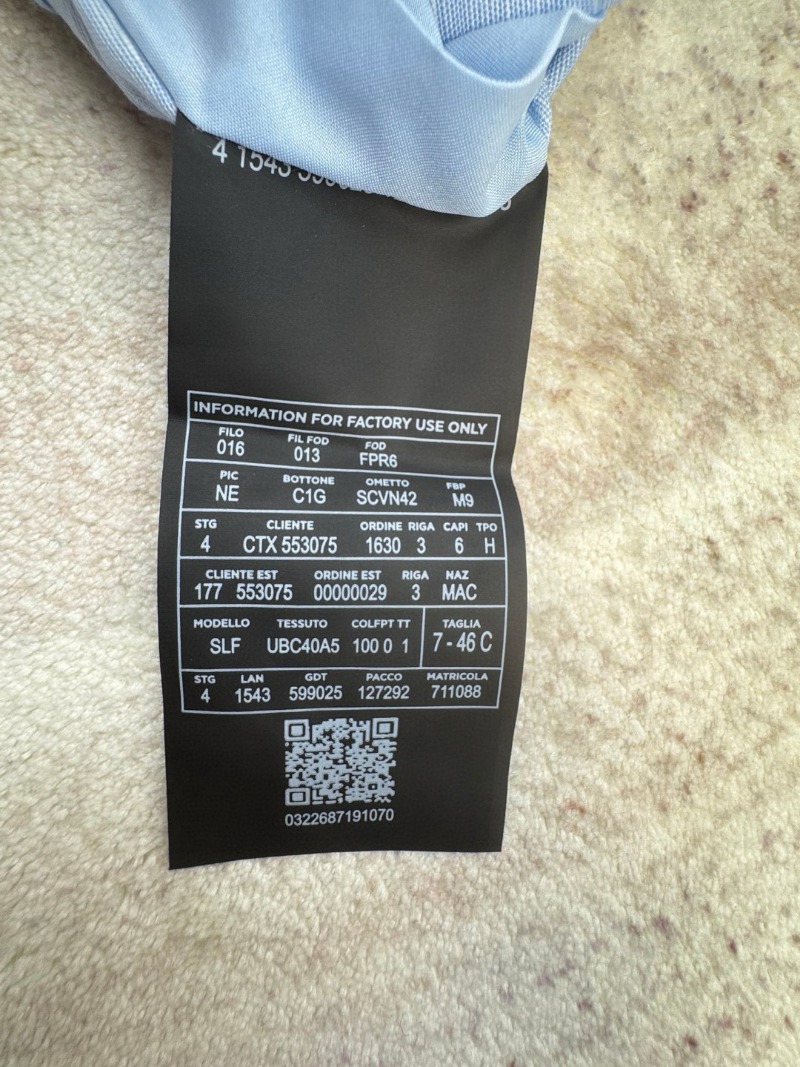 4 1543
INFORMATION FOR FACTORY USE ONLY
FILO FIL FOD FOD
016 013 FPR6
PIC BOTTONE OMETTO FBP
NE C1G SCVN42 M9
STG CLIENTE ORDINE RIGA CAPI TPO
4 CTX 553075 1630 3 6 H
CLIENTE EST ORDINE EST RIGA NAZ
177 553075 00000029 3 MAC
MODELLO TESSUTO COLFPT TT TAGLIA
SLF UBC40A5 100 0 1 7 - 46 C
STG LAN GDT PACCO MATRICOLA
4 1543 599025 127292 711088
0322687191070